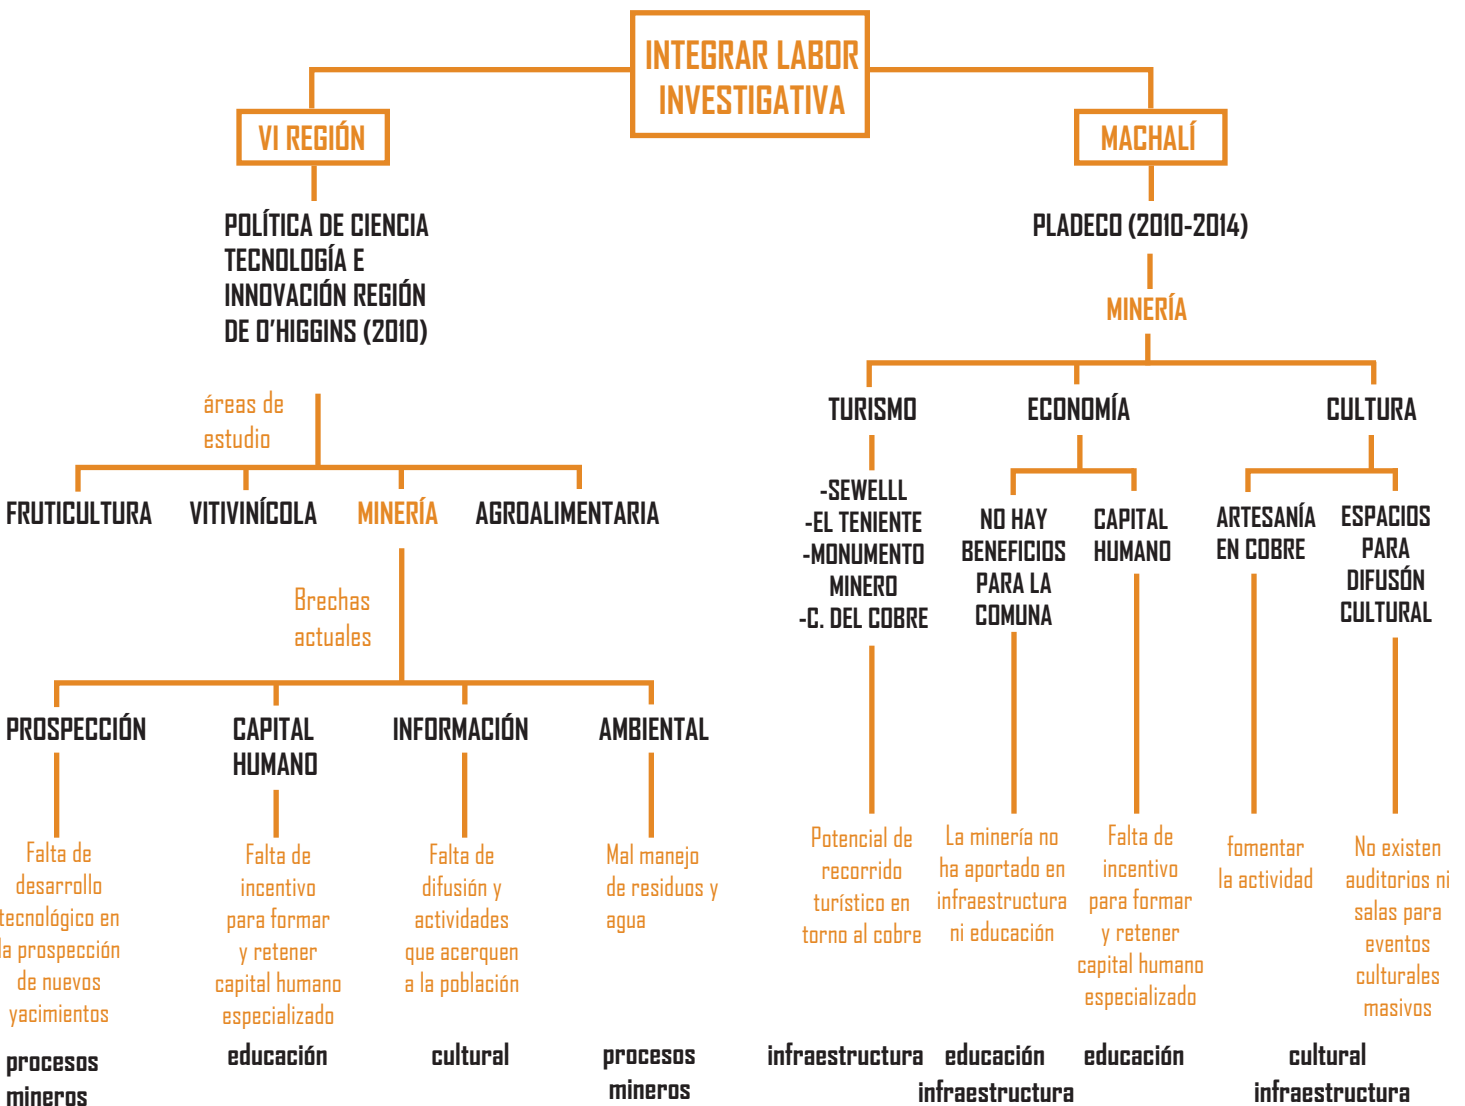 INTEGRAR LABOR
INVESTIGATIVA
VI REGIÓN
POLÍTICA DE CIENCIA
TECNOLOGÍA E
INNOVACIÓN REGIÓN
DE O'HIGGINS (2010)
áreas de
estudio
FRUTICULTURA
VITIVINÍCOLA
MINERÍA
AGROALIMENTARIA
Brechas
actuales
PROSPECCIÓN
CAPITAL
HUMANO
INFORMACIÓN
AMBIENTAL
Falta de
desarrollo
tecnológico en
la prospección
de nuevos
yacimientos
Falta de
incentivo
para formar
y retener
capital humano
especializado
Falta de
difusión y
actividades
que acerquen
a la población
Mal manejo
de residuos y
agua
procesos
mineros
educación
cultural
procesos
mineros
MACHALÍ
PLADECO (2010-2014)
MINERÍA
TURISMO
ECONOMÍA
CULTURA
-SEWELLL
-EL TENIENTE
-MONUMENTO
MINERO
-C. DEL COBRE
NO HAY
BENEFICIOS
PARA LA
COMUNA
CAPITAL
HUMANO
ARTESANÍA
EN COBRE
ESPACIOS
PARA
DIFUSÓN
CULTURAL
Potencial de
recorrido
turístico en
torno al cobre
La minería no
ha aportado en
infraestructura
ni educación
Falta de
incentivo
para formar
y retener
capital humano
especializado
fomentar
la actividad
No existen
auditorios ni
salas para
eventos
culturales
masivos
infraestructura
educación
infraestructura
educación
cultural
infraestructura